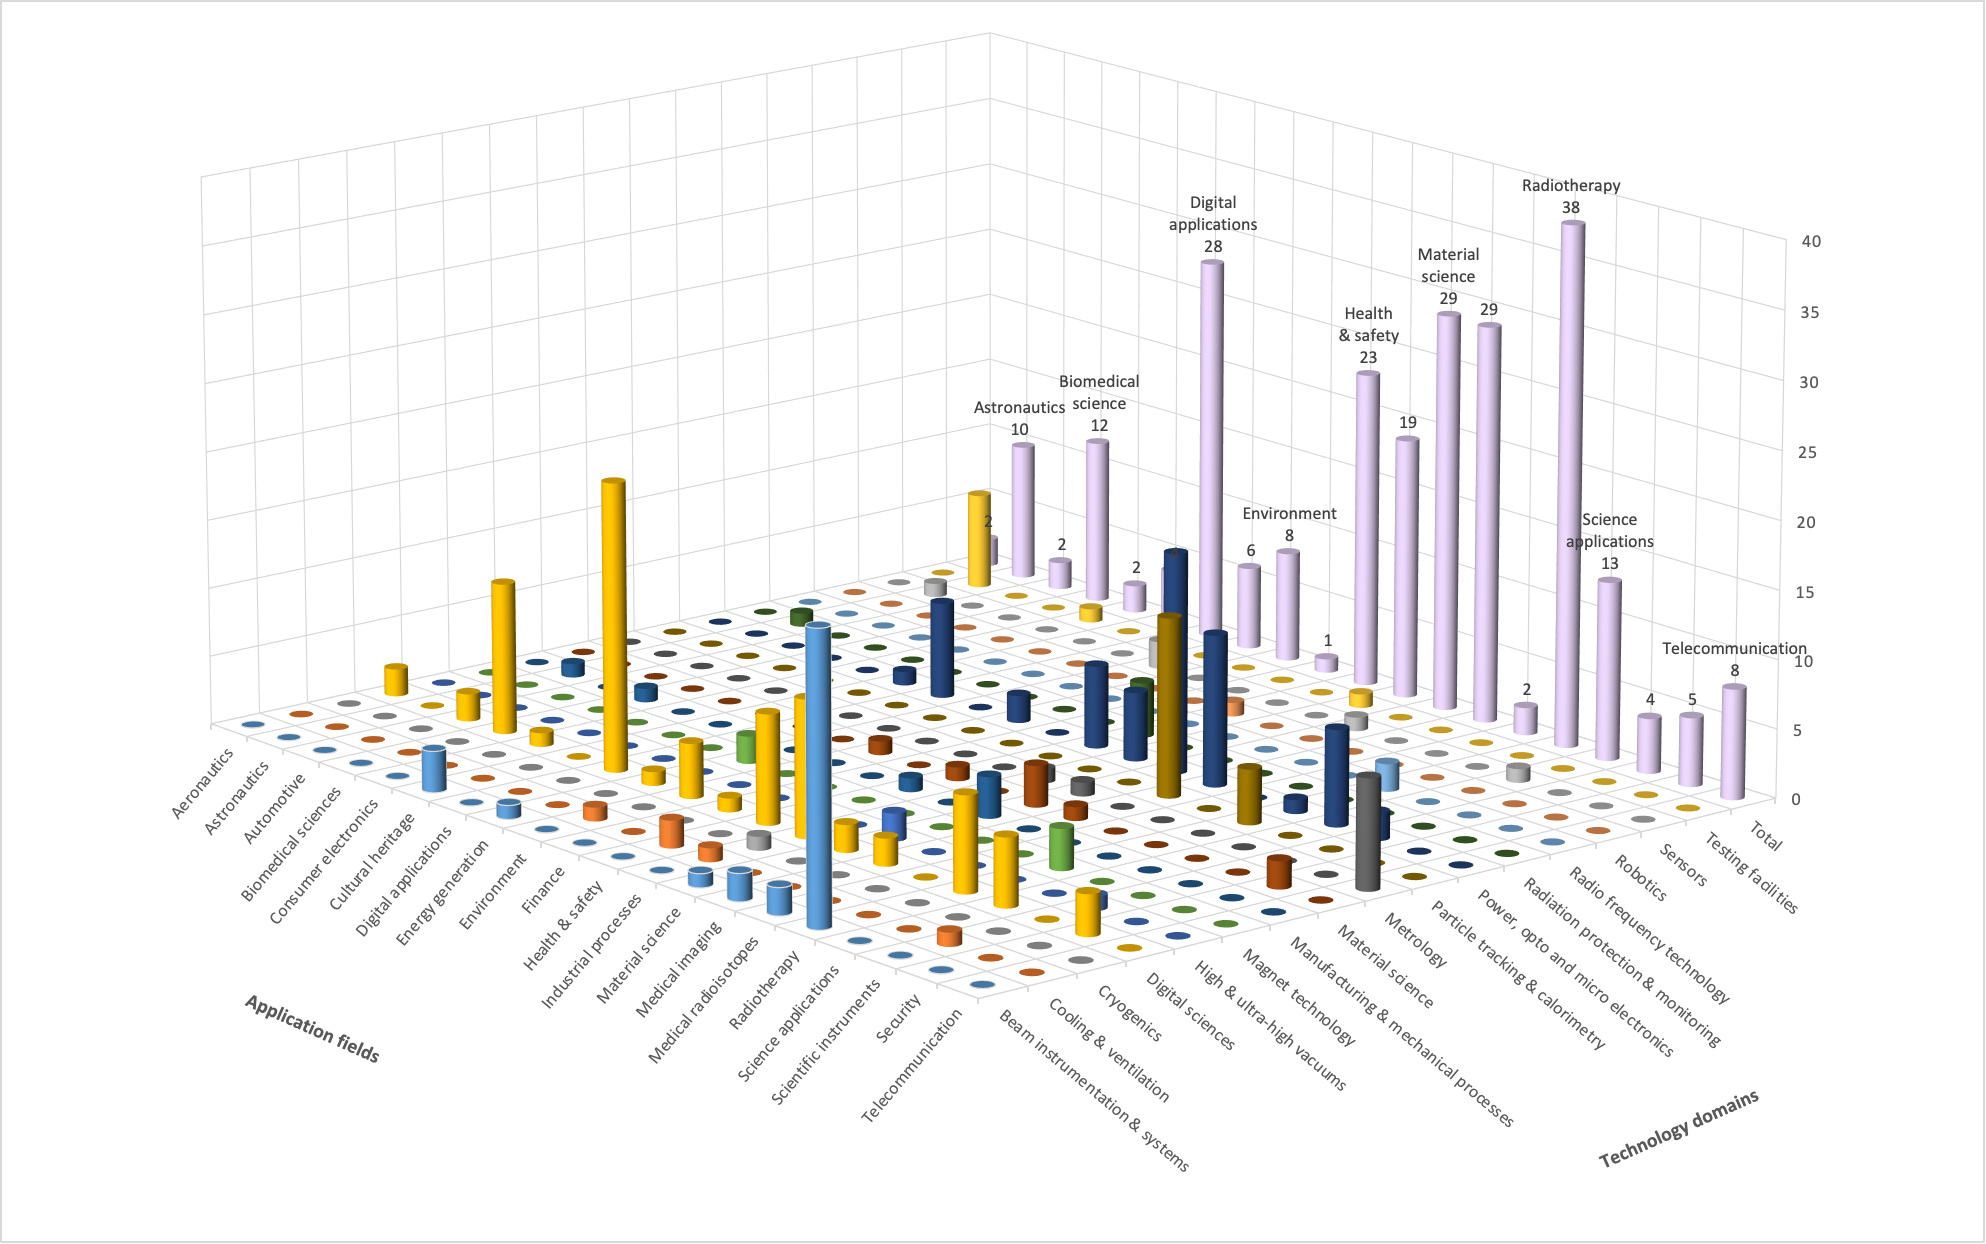 Radiotherapy
38
Digital
applications
28
40
Material
science
29
29
Health
& safety
23
35
Biomedical
science
12
30
Astronautics
10
19
25
2
2
2
Environment
8
6
Science
applications
13
20
15
1
Telecommunication
8
10
2
4
5
5
0
Aeronautics
Astronautics
Automotive
Biomedical sciences
Consumer electronics
Cultural heritage
Digital applications
Energy generation
Environment
Finance
Health & safety
Industrial processes
Material science
Medical imaging
Medical radioisotopes
Radiotherapy
Science applications
Scientific instruments
Security
Telecommunication
Application fields
Beam instrumentation & systems
Cooling & ventilation
Cryogenics
Digital sciences
High & ultra-high vacuums
Magnet technology
Manufacturing & mechanical processes
Material science
Metrology
Particle tracking & calorimetry
Power, opto and micro electronics
Radiation protection & monitoring
Radio frequency technology
Robotics
Sensors
Testing facilities
Total
Technology domains